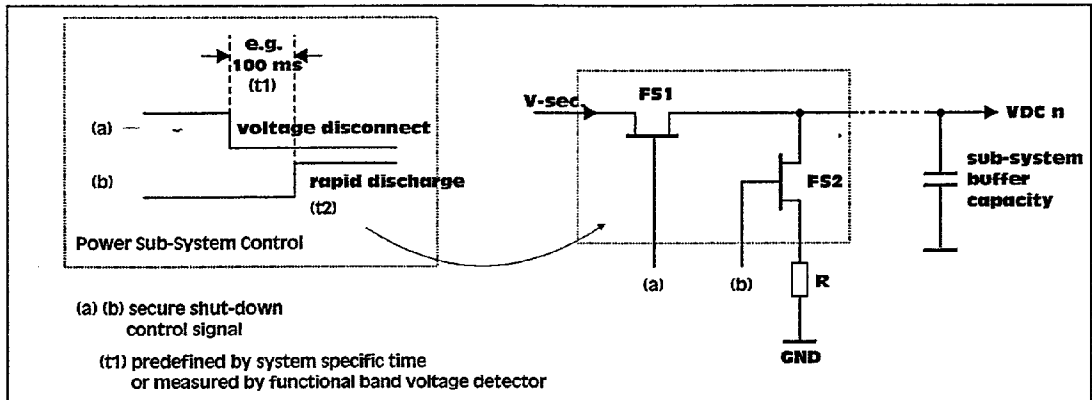 e.g.
100 ms
(t1)
(a)
voltage disconnect
(b)
rapid discharge
(t2)
Power Sub-System Control
(a) (b) secure shut-down
control signal
(t1) predefined by system specific time
or measured by functional band voltage detector
V-sec.
FS1
VDC n
FS2
sub-system
buffer
capacity
(a)
(b)
R
GND